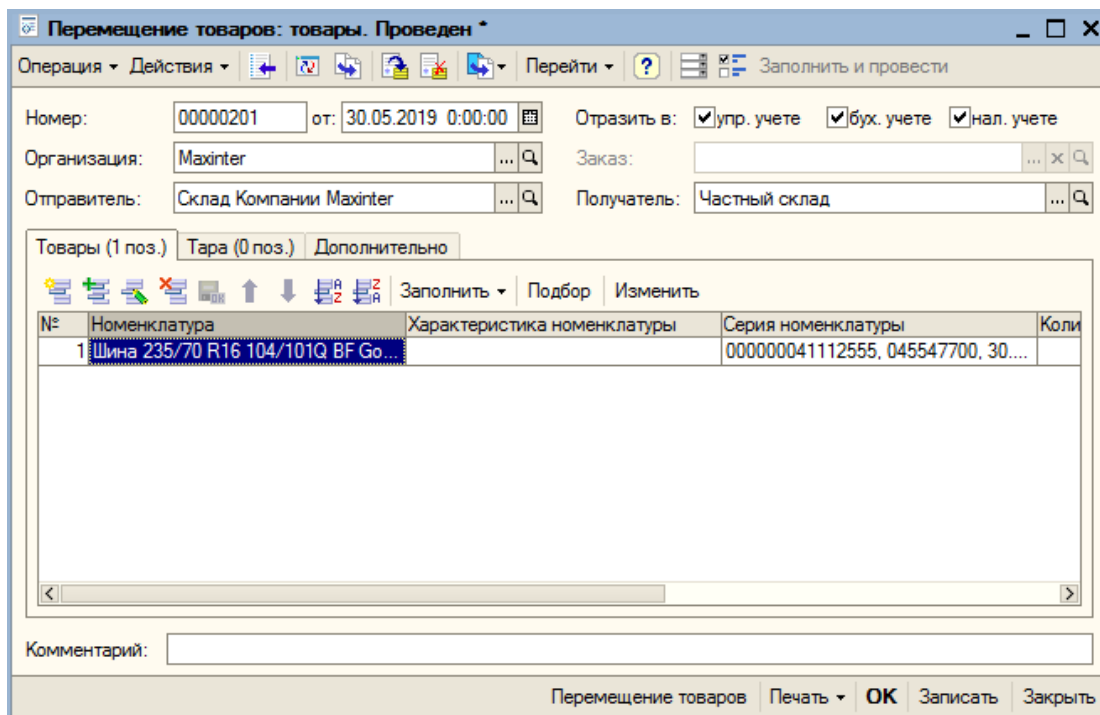 Перемещение товаров: товары. Проведен *
Операция Действия Перейти ? Заполнить и провести
Номер: 00000201 от: 30.05.2019 0:00:00 Отразить в: упр. учете бух. учете нал. учете
Организация: Maxinter ... Заказ: ... x
Отправитель: Склад Компании Maxinter ... Получатель: Частный склад ...
Товары (1 поз.) Тара (0 поз.) Дополнительно
Заполнить Подбор Изменить
№ Номенклатура Характеристика номенклатуры Серия номенклатуры Коли
1 Шина 235/70 R16 104/101Q BF Go... 000000041112555, 045547700, 30....
Комментарий:
Перемещение товаров Печать OK Записать Закрыть